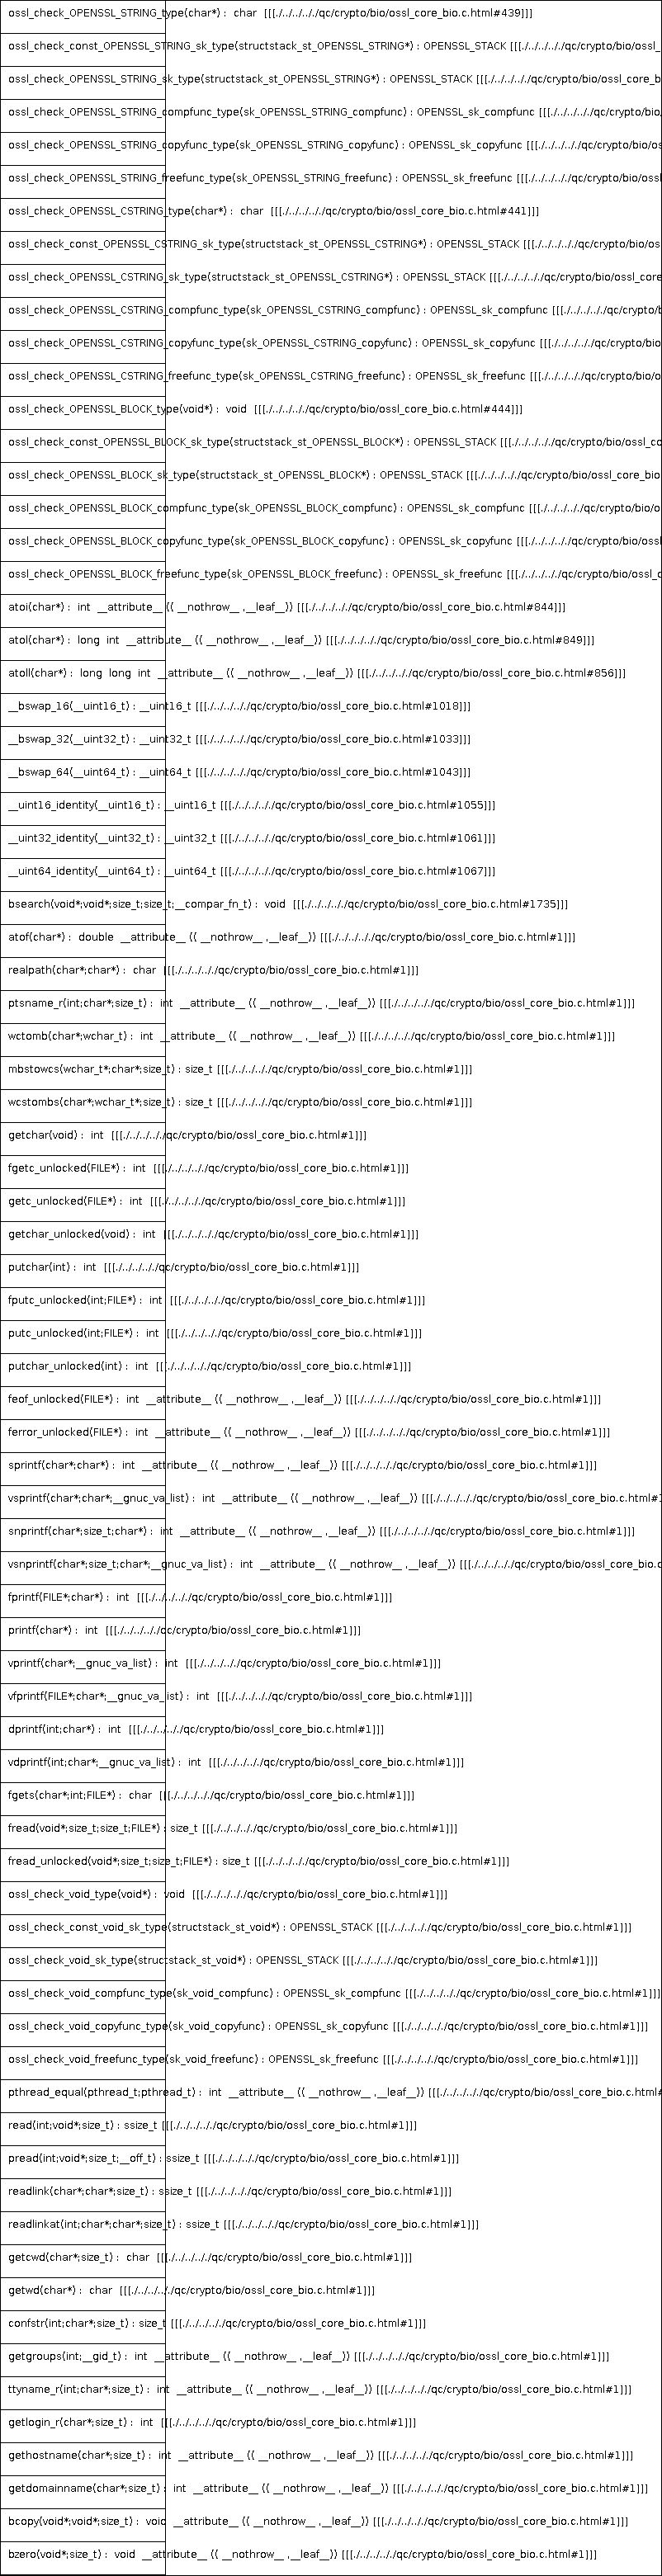 ossl_check_OPENSSL_STRING_type(char*) : char [[[./../../../qc/crypto/bio/ossl_core_bio.c.html#439]]]
ossl_check_const_OPENSSL_STRING_sk_type(structstack_st_OPENSSL_STRING*) : OPENSSL_STACK [[[./../../../qc/crypto/bio/ossl_
ossl_check_OPENSSL_STRING_sk_type(structstack_st_OPENSSL_STRING*) : OPENSSL_STACK [[[./../../../qc/crypto/bio/ossl_core_b
ossl_check_OPENSSL_STRING_compfunc_type(sk_OPENSSL_STRING_compfunc) : OPENSSL_sk_compfunc [[[./../../../qc/crypto/bio/
ossl_check_OPENSSL_STRING_copyfunc_type(sk_OPENSSL_STRING_copyfunc) : OPENSSL_sk_copyfunc [[[./../../../qc/crypto/bio/os
ossl_check_OPENSSL_STRING_freefunc_type(sk_OPENSSL_STRING_freefunc) : OPENSSL_sk_freefunc [[[./../../../qc/crypto/bio/ossl
ossl_check_OPENSSL_CSTRING_type(char*) : char [[[./../../../qc/crypto/bio/ossl_core_bio.c.html#441]]]
ossl_check_const_OPENSSL_CSTRING_sk_type(structstack_st_OPENSSL_CSTRING*) : OPENSSL_STACK [[[./../../../qc/crypto/bio/os
ossl_check_OPENSSL_CSTRING_sk_type(structstack_st_OPENSSL_CSTRING*) : OPENSSL_STACK [[[./../../../qc/crypto/bio/ossl_core
ossl_check_OPENSSL_CSTRING_compfunc_type(sk_OPENSSL_CSTRING_compfunc) : OPENSSL_sk_compfunc [[[./../../../qc/crypto/b
ossl_check_OPENSSL_CSTRING_copyfunc_type(sk_OPENSSL_CSTRING_copyfunc) : OPENSSL_sk_copyfunc [[[./../../../qc/crypto/bio
ossl_check_OPENSSL_CSTRING_freefunc_type(sk_OPENSSL_CSTRING_freefunc) : OPENSSL_sk_freefunc [[[./../../../qc/crypto/bio/o
ossl_check_OPENSSL_BLOCK_type(void*) : void [[[./../../../qc/crypto/bio/ossl_core_bio.c.html#444]]]
ossl_check_const_OPENSSL_BLOCK_sk_type(structstack_st_OPENSSL_BLOCK*) : OPENSSL_STACK [[[./../../../qc/crypto/bio/ossl_co
ossl_check_OPENSSL_BLOCK_sk_type(structstack_st_OPENSSL_BLOCK*) : OPENSSL_STACK [[[./../../../qc/crypto/bio/ossl_core_bio
ossl_check_OPENSSL_BLOCK_compfunc_type(sk_OPENSSL_BLOCK_compfunc) : OPENSSL_sk_compfunc [[[./../../../qc/crypto/bio/o
ossl_check_OPENSSL_BLOCK_copyfunc_type(sk_OPENSSL_BLOCK_copyfunc) : OPENSSL_sk_copyfunc [[[./../../../qc/crypto/bio/ossl
ossl_check_OPENSSL_BLOCK_freefunc_type(sk_OPENSSL_BLOCK_freefunc) : OPENSSL_sk_freefunc [[[./../../../qc/crypto/bio/ossl_c
atoi(char*) : int __attribute__ (( __nothrow__ ,__leaf__)) [[[./../../../qc/crypto/bio/ossl_core_bio.c.html#844]]]
atol(char*) : long int __attribute__ (( __nothrow__ ,__leaf__)) [[[./../../../qc/crypto/bio/ossl_core_bio.c.html#849]]]
atoll(char*) : long long int __attribute__ (( __nothrow__ ,__leaf__)) [[[./../../../qc/crypto/bio/ossl_core_bio.c.html#856]]]
__bswap_16(__uint16_t) : __uint16_t [[[./../../../qc/crypto/bio/ossl_core_bio.c.html#1018]]]
__bswap_32(__uint32_t) : __uint32_t [[[./../../../qc/crypto/bio/ossl_core_bio.c.html#1033]]]
__bswap_64(__uint64_t) : __uint64_t [[[./../../../qc/crypto/bio/ossl_core_bio.c.html#1043]]]
__uint16_identity(__uint16_t) : __uint16_t [[[./../../../qc/crypto/bio/ossl_core_bio.c.html#1055]]]
__uint32_identity(__uint32_t) : __uint32_t [[[./../../../qc/crypto/bio/ossl_core_bio.c.html#1061]]]
__uint64_identity(__uint64_t) : __uint64_t [[[./../../../qc/crypto/bio/ossl_core_bio.c.html#1067]]]
bsearch(void*;void*;size_t;size_t;__compar_fn_t) : void [[[./../../../qc/crypto/bio/ossl_core_bio.c.html#1735]]]
atof(char*) : double __attribute__ (( __nothrow__ ,__leaf__)) [[[./../../../qc/crypto/bio/ossl_core_bio.c.html#1]]]
realpath(char*;char*) : char [[[./../../../qc/crypto/bio/ossl_core_bio.c.html#1]]]
ptsname_r(int;char*;size_t) : int __attribute__ (( __nothrow__ ,__leaf__)) [[[./../../../qc/crypto/bio/ossl_core_bio.c.html#1]]]
wctomb(char*;wchar_t) : int __attribute__ (( __nothrow__ ,__leaf__)) [[[./../../../qc/crypto/bio/ossl_core_bio.c.html#1]]]
mbstowcs(wchar_t*;char*;size_t) : size_t [[[./../../../qc/crypto/bio/ossl_core_bio.c.html#1]]]
wcstombs(char*;wchar_t*;size_t) : size_t [[[./../../../qc/crypto/bio/ossl_core_bio.c.html#1]]]
getchar(void) : int [[[./../../../qc/crypto/bio/ossl_core_bio.c.html#1]]]
fgetc_unlocked(FILE*) : int [[[./../../../qc/crypto/bio/ossl_core_bio.c.html#1]]]
getc_unlocked(FILE*) : int [[[./../../../qc/crypto/bio/ossl_core_bio.c.html#1]]]
getchar_unlocked(void) : int [[[./../../../qc/crypto/bio/ossl_core_bio.c.html#1]]]
putchar(int) : int [[[./../../../qc/crypto/bio/ossl_core_bio.c.html#1]]]
fputc_unlocked(int;FILE*) : int [[[./../../../qc/crypto/bio/ossl_core_bio.c.html#1]]]
putc_unlocked(int;FILE*) : int [[[./../../../qc/crypto/bio/ossl_core_bio.c.html#1]]]
putchar_unlocked(int) : int [[[./../../../qc/crypto/bio/ossl_core_bio.c.html#1]]]
feof_unlocked(FILE*) : int __attribute__ (( __nothrow__ ,__leaf__)) [[[./../../../qc/crypto/bio/ossl_core_bio.c.html#1]]]
ferror_unlocked(FILE*) : int __attribute__ (( __nothrow__ ,__leaf__)) [[[./../../../qc/crypto/bio/ossl_core_bio.c.html#1]]]
sprintf(char*;char*) : int __attribute__ (( __nothrow__ ,__leaf__)) [[[./../../../qc/crypto/bio/ossl_core_bio.c.html#1]]]
vsprintf(char*;char*;__gnuc_va_list) : int __attribute__ (( __nothrow__ ,__leaf__)) [[[./../../../qc/crypto/bio/ossl_core_bio.c.html#1
snprintf(char*;size_t;char*) : int __attribute__ (( __nothrow__ ,__leaf__)) [[[./../../../qc/crypto/bio/ossl_core_bio.c.html#1]]]
vsnprintf(char*;size_t;char*;__gnuc_va_list) : int __attribute__ (( __nothrow__ ,__leaf__)) [[[./../../../qc/crypto/bio/ossl_core_bio.c
fprintf(FILE*;char*) : int [[[./../../../qc/crypto/bio/ossl_core_bio.c.html#1]]]
printf(char*) : int [[[./../../../qc/crypto/bio/ossl_core_bio.c.html#1]]]
vprintf(char*;__gnuc_va_list) : int [[[./../../../qc/crypto/bio/ossl_core_bio.c.html#1]]]
vfprintf(FILE*;char*;__gnuc_va_list) : int [[[./../../../qc/crypto/bio/ossl_core_bio.c.html#1]]]
dprintf(int;char*) : int [[[./../../../qc/crypto/bio/ossl_core_bio.c.html#1]]]
vdprintf(int;char*;__gnuc_va_list) : int [[[./../../../qc/crypto/bio/ossl_core_bio.c.html#1]]]
fgets(char*;int;FILE*) : char [[[./../../../qc/crypto/bio/ossl_core_bio.c.html#1]]]
fread(void*;size_t;size_t;FILE*) : size_t [[[./../../../qc/crypto/bio/ossl_core_bio.c.html#1]]]
fread_unlocked(void*;size_t;size_t;FILE*) : size_t [[[./../../../qc/crypto/bio/ossl_core_bio.c.html#1]]]
ossl_check_void_type(void*) : void [[[./../../../qc/crypto/bio/ossl_core_bio.c.html#1]]]
ossl_check_const_void_sk_type(structstack_st_void*) : OPENSSL_STACK [[[./../../../qc/crypto/bio/ossl_core_bio.c.html#1]]]
ossl_check_void_sk_type(structstack_st_void*) : OPENSSL_STACK [[[./../../../qc/crypto/bio/ossl_core_bio.c.html#1]]]
ossl_check_void_compfunc_type(sk_void_compfunc) : OPENSSL_sk_compfunc [[[./../../../qc/crypto/bio/ossl_core_bio.c.html#1]]]
ossl_check_void_copyfunc_type(sk_void_copyfunc) : OPENSSL_sk_copyfunc [[[./../../../qc/crypto/bio/ossl_core_bio.c.html#1]]]
ossl_check_void_freefunc_type(sk_void_freefunc) : OPENSSL_sk_freefunc [[[./../../../qc/crypto/bio/ossl_core_bio.c.html#1]]]
pthread_equal(pthread_t;pthread_t) : int __attribute__ (( __nothrow__ ,__leaf__)) [[[./../../../qc/crypto/bio/ossl_core_bio.c.html#
read(int;void*;size_t) : ssize_t [[[./../../../qc/crypto/bio/ossl_core_bio.c.html#1]]]
pread(int;void*;size_t;__off_t) : ssize_t [[[./../../../qc/crypto/bio/ossl_core_bio.c.html#1]]]
readlink(char*;char*;size_t) : ssize_t [[[./../../../qc/crypto/bio/ossl_core_bio.c.html#1]]]
readlinkat(int;char*;char*;size_t) : ssize_t [[[./../../../qc/crypto/bio/ossl_core_bio.c.html#1]]]
getcwd(char*;size_t) : char [[[./../../../qc/crypto/bio/ossl_core_bio.c.html#1]]]
getwd(char*) : char [[[./../../../qc/crypto/bio/ossl_core_bio.c.html#1]]]
confstr(int;char*;size_t) : size_t [[[./../../../qc/crypto/bio/ossl_core_bio.c.html#1]]]
getgroups(int;__gid_t) : int __attribute__ (( __nothrow__ ,__leaf__)) [[[./../../../qc/crypto/bio/ossl_core_bio.c.html#1]]]
ttyname_r(int;char*;size_t) : int __attribute__ (( __nothrow__ ,__leaf__)) [[[./../../../qc/crypto/bio/ossl_core_bio.c.html#1]]]
getlogin_r(char*;size_t) : int [[[./../../../qc/crypto/bio/ossl_core_bio.c.html#1]]]
gethostname(char*;size_t) : int __attribute__ (( __nothrow__ ,__leaf__)) [[[./../../../qc/crypto/bio/ossl_core_bio.c.html#1]]]
getdomainname(char*;size_t) : int __attribute__ (( __nothrow__ ,__leaf__)) [[[./../../../qc/crypto/bio/ossl_core_bio.c.html#1]]]
bcopy(void*;void*;size_t) : void __attribute__ (( __nothrow__ ,__leaf__)) [[[./../../../qc/crypto/bio/ossl_core_bio.c.html#1]]]
bzero(void*;size_t) : void __attribute__ (( __nothrow__ ,__leaf__)) [[[./../../../qc/crypto/bio/ossl_core_bio.c.html#1]]]